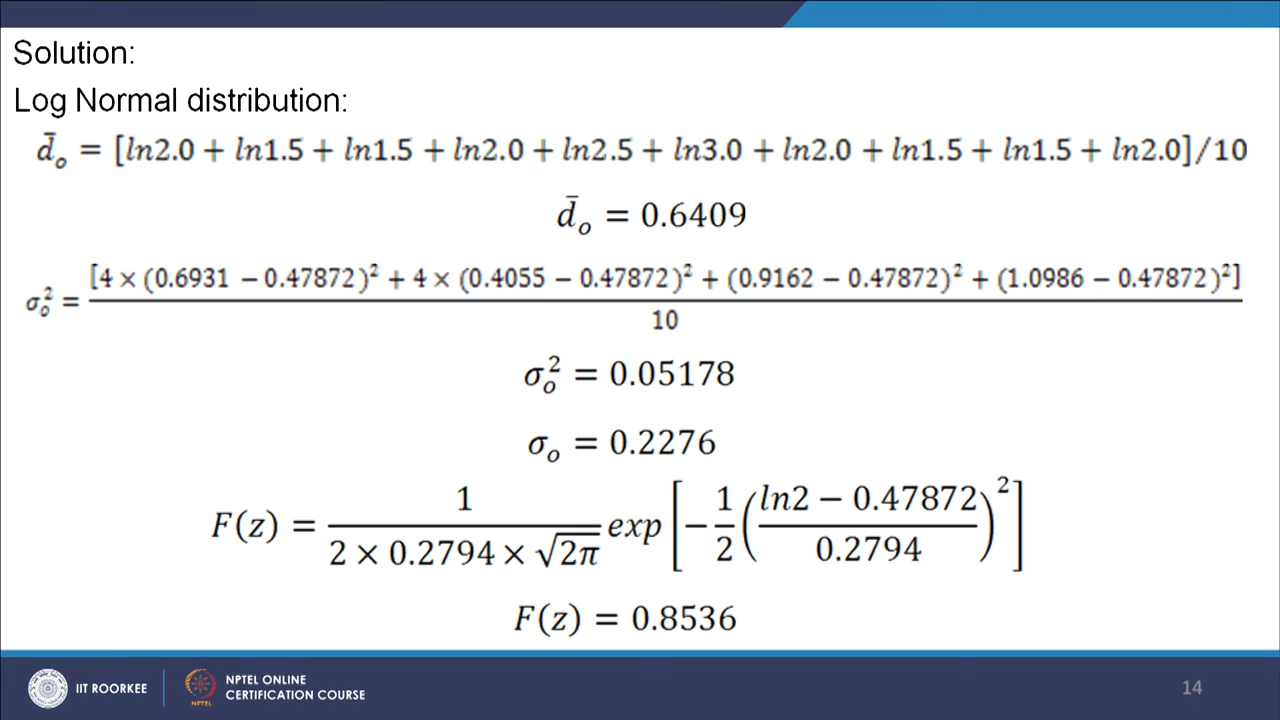 Solution:
Log Normal distribution:
d̄ₒ = [ln2.0 + ln1.5 + ln1.5 + ln2.0 + ln2.5 + ln3.0 + ln2.0 + ln1.5 + ln1.5 + ln2.0]/10
d̄ₒ = 0.6409
σₒ² = [4 × (0.6931 − 0.47872)² + 4 × (0.4055 − 0.47872)² + (0.9162 − 0.47872)² + (1.0986 − 0.47872)²] / 10
σₒ² = 0.05178
σₒ = 0.2276
F(z) = 1 / (2 × 0.2794 × √2π) exp[−1/2 ((ln2 − 0.47872) / 0.2794)²]
F(z) = 0.8536
IIT ROORKEE
NPTEL
NPTEL ONLINE
CERTIFICATION COURSE
14